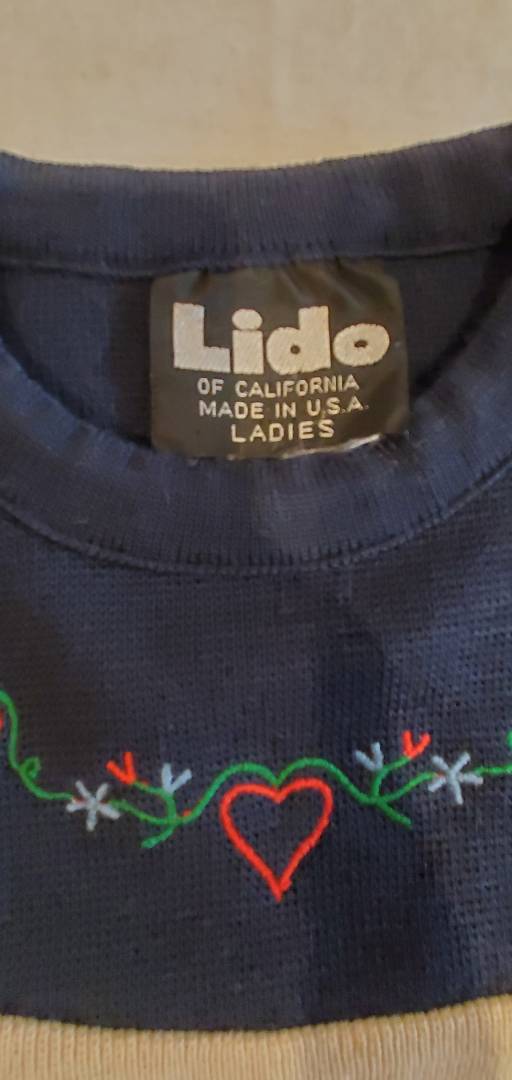 Lido
OF CALIFORNIA
MADE IN U.S.A.
LADIES